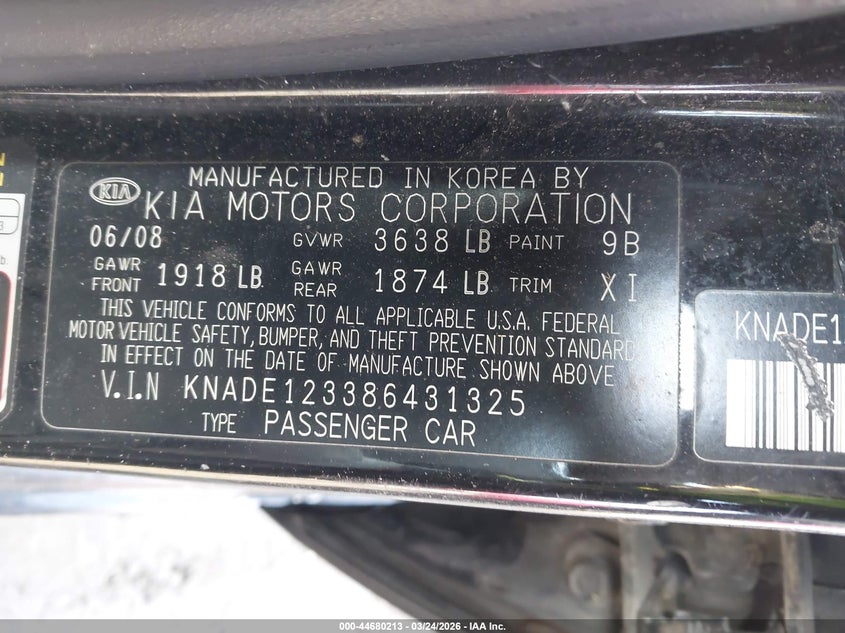 MANUFACTURED IN KOREA BY
KIA KIA MOTORS CORPORATION
06/08 GVWR 3638 LB PAINT 9B
GAWR FRONT 1918 LB GAWR REAR 1874 LB TRIM XI
THIS VEHICLE CONFORMS TO ALL APPLICABLE U.S.A. FEDERAL
MOTOR VEHICLE SAFETY, BUMPER, AND THEFT PREVENTION STANDARD
IN EFFECT ON THE DATE OF MANUFACTURE SHOWN ABOVE
V.I.N KNADE123386431325
TYPE PASSENGER CAR
KNADE1
000-44680213 - 03/24/2026 - IAA Inc.